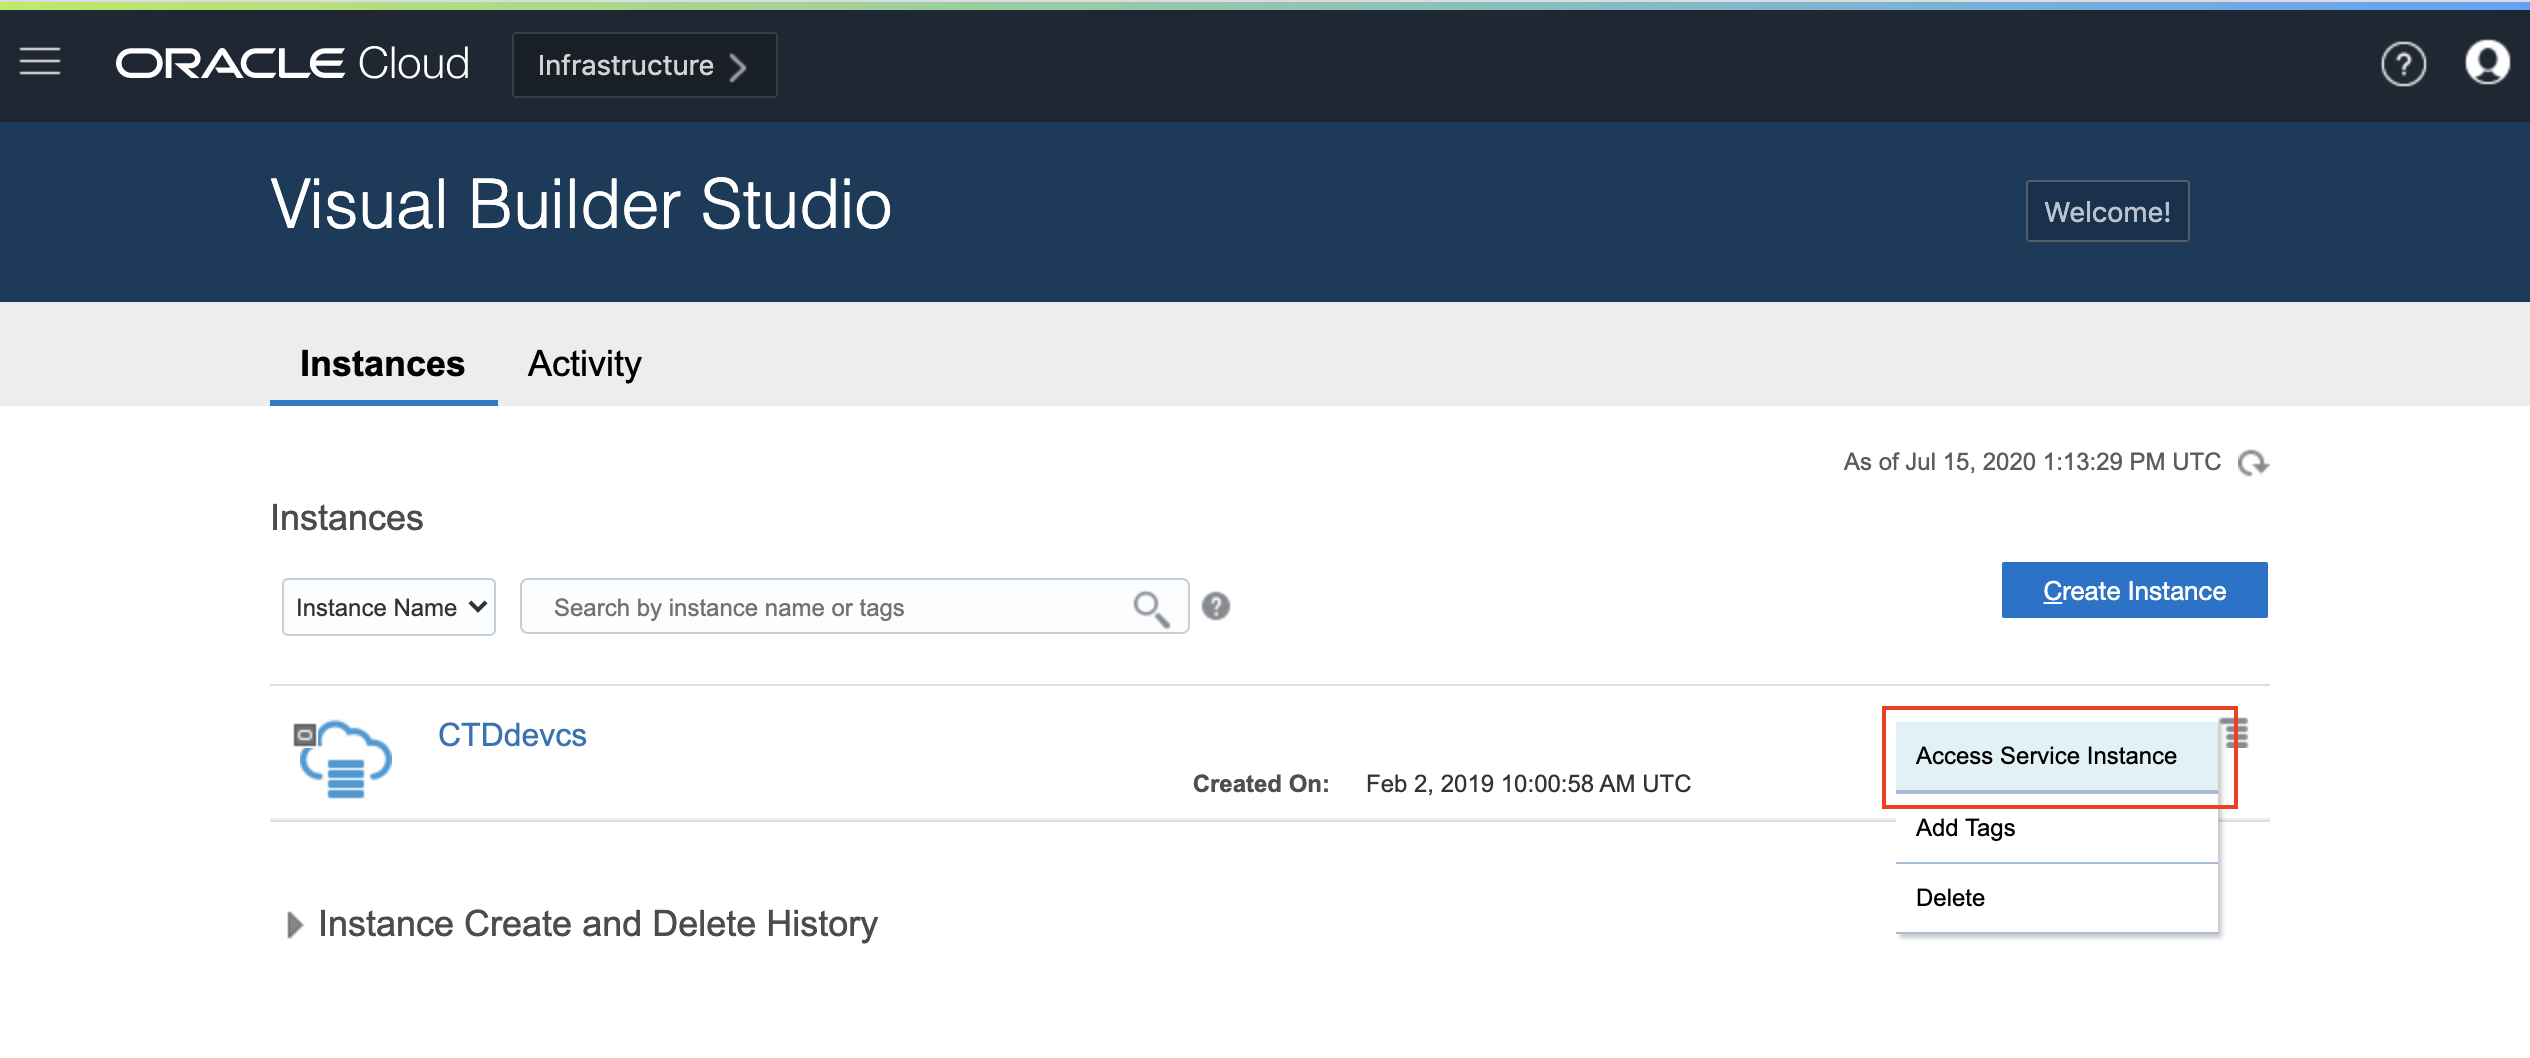 ORACLE Cloud
Infrastructure
?
Visual Builder Studio
Welcome!
Instances
Activity
As of Jul 15, 2020 1:13:29 PM UTC
Instances
Instance Name
Search by instance name or tags
?
Create Instance
CTDdevcs
Created On: Feb 2, 2019 10:00:58 AM UTC
Access Service Instance
Add Tags
Delete
Instance Create and Delete History